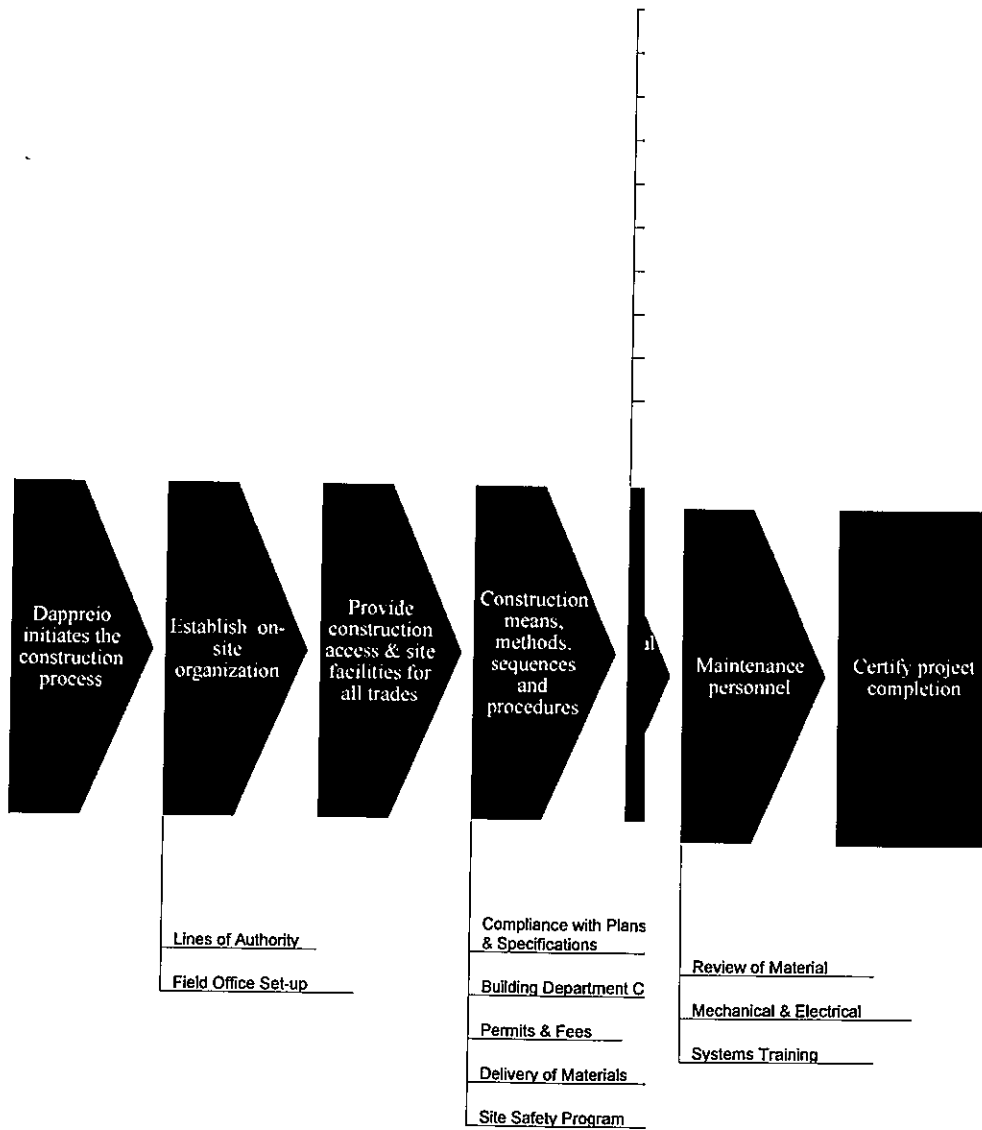 Dappreio
initiates the
construction
process
Establish on-
site
organization
Provide
construction
access & site
facilities for
all trades
Construction
means,
methods,
sequences
and
procedures
al
Maintenance
personnel
Certify project
completion
Lines of Authority
Field Office Set-up
Compliance with Plans
& Specifications
Building Department C
Permits & Fees
Delivery of Materials
Site Safety Program
Review of Material
Mechanical & Electrical
Systems Training